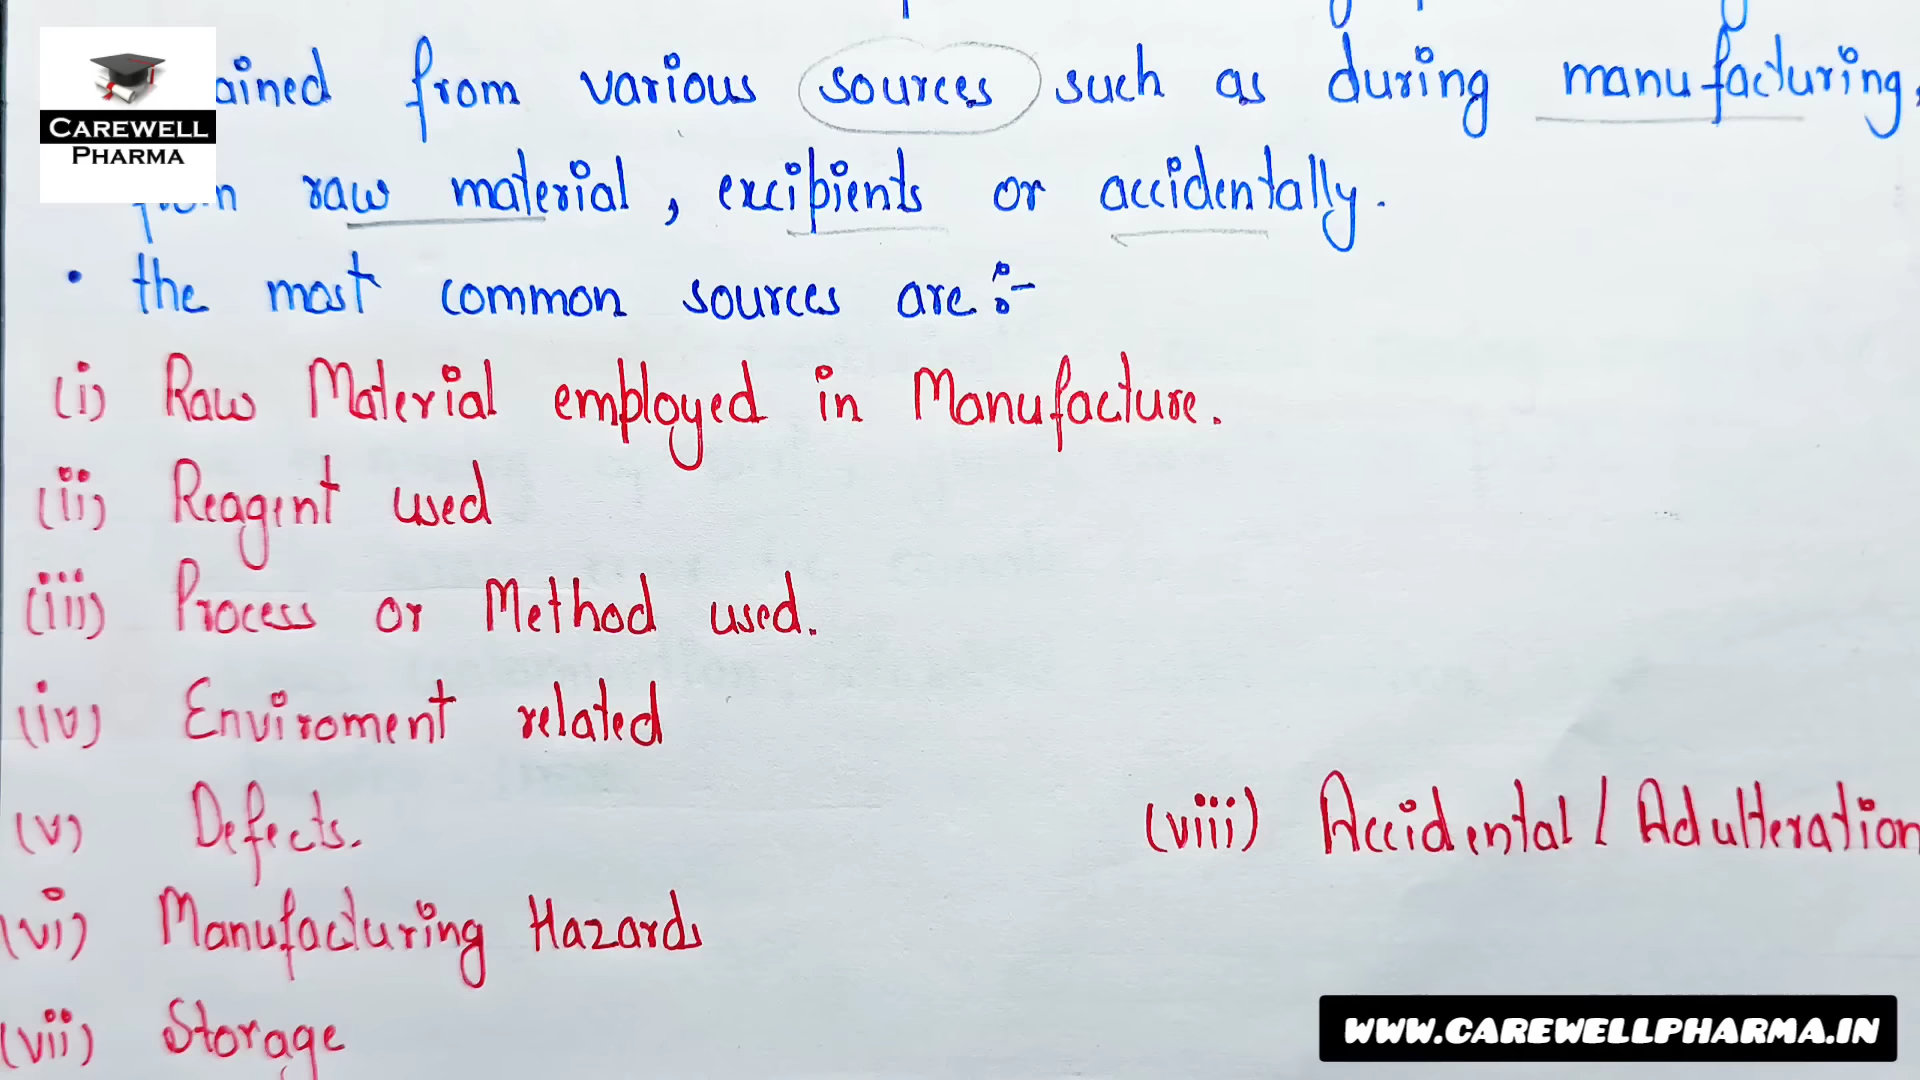 CAREWELL
PHARMA
ained from various sources such as during manufacturing,
raw material, excipients or accidentally.
• the most common sources are :-
(i) Raw Material employed in Manufacture.
(ii) Reagent used
(iii) Process or Method used.
(iv) Enviroment related
(v) Defects.
(viii) Accidental / Adulteration
(vi) Manufacturing Hazards
(vii) Storage
WWW.CAREWELLPHARMA.IN